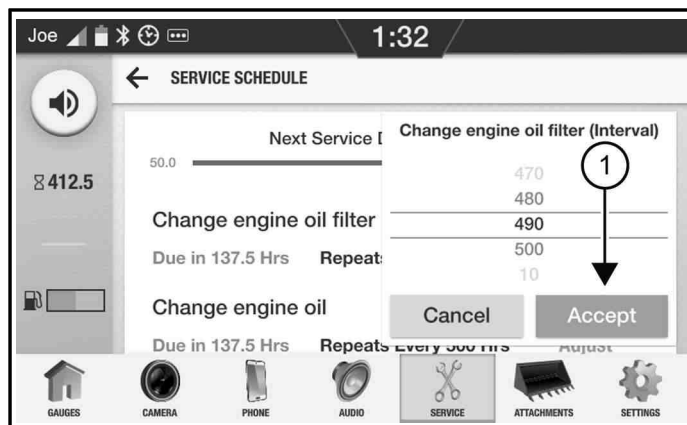 Joe 1:32
SERVICE SCHEDULE
Next Service D
50.0
412.5
Change engine oil filter
Due in 137.5 Hrs Repeats
Change engine oil
Due in 137.5 Hrs Repeats Every 500 Hrs Adjust
Change engine oil filter (Interval)
470
480
490
500
10
1
Cancel Accept
GAUGES CAMERA PHONE AUDIO SERVICE ATTACHMENTS SETTINGS